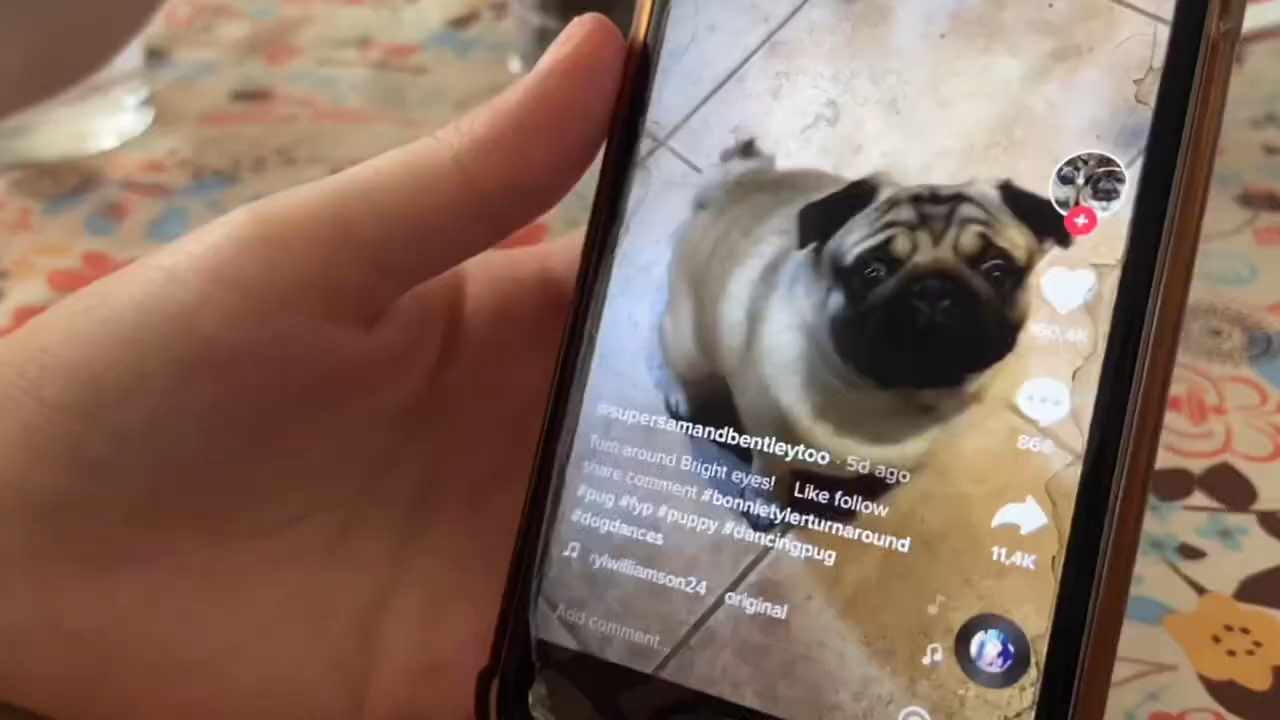 @supersamandbentleytoo · 5d ago
Turn around Bright eyes! Like follow
share comment #bonnietylerturnaround
#pug #fyp #puppy #dancingpug
#dogdances
rylwilliamson24 original
Add comment...
11,4K